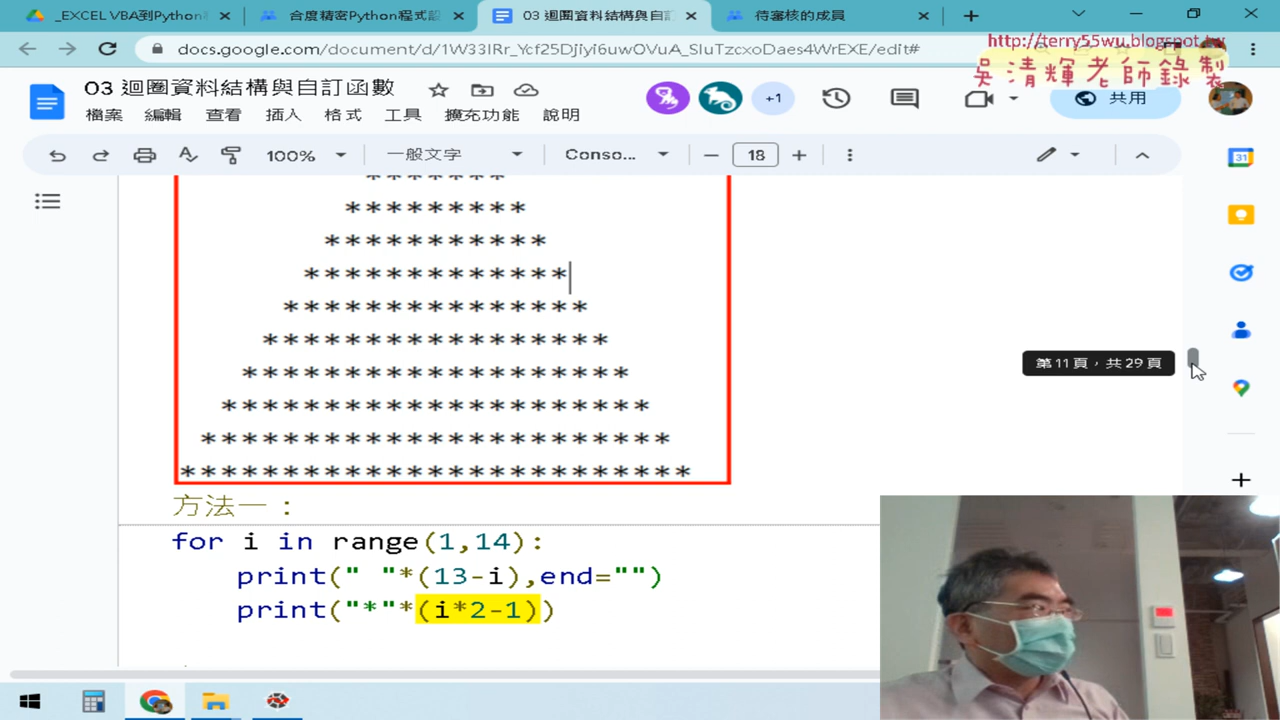 _EXCEL VBA到Python
合度精密Python程式設
03 迴圈資料結構與自訂
待審核的成員
docs.google.com/document/d/1W33IRr_Ycf25Djiyi6uwOVuA_SIuTzcxoDaes4WrEXE/edit#
http://terry55wu.blogspot.tw
吳清輝老師錄製
03 迴圈資料結構與自訂函數
+1
共用
檔案 編輯 查看 插入 格式 工具 擴充功能 說明
100% 一般文字 Conso... 18
*******
*********
***********
*************
***************
*****************
*******************
*********************
***********************
*************************
第 11 頁，共 29 頁
方法一：
for i in range(1,14):
print(" "*(13-i),end="")
print("*"*(i*2-1))
31